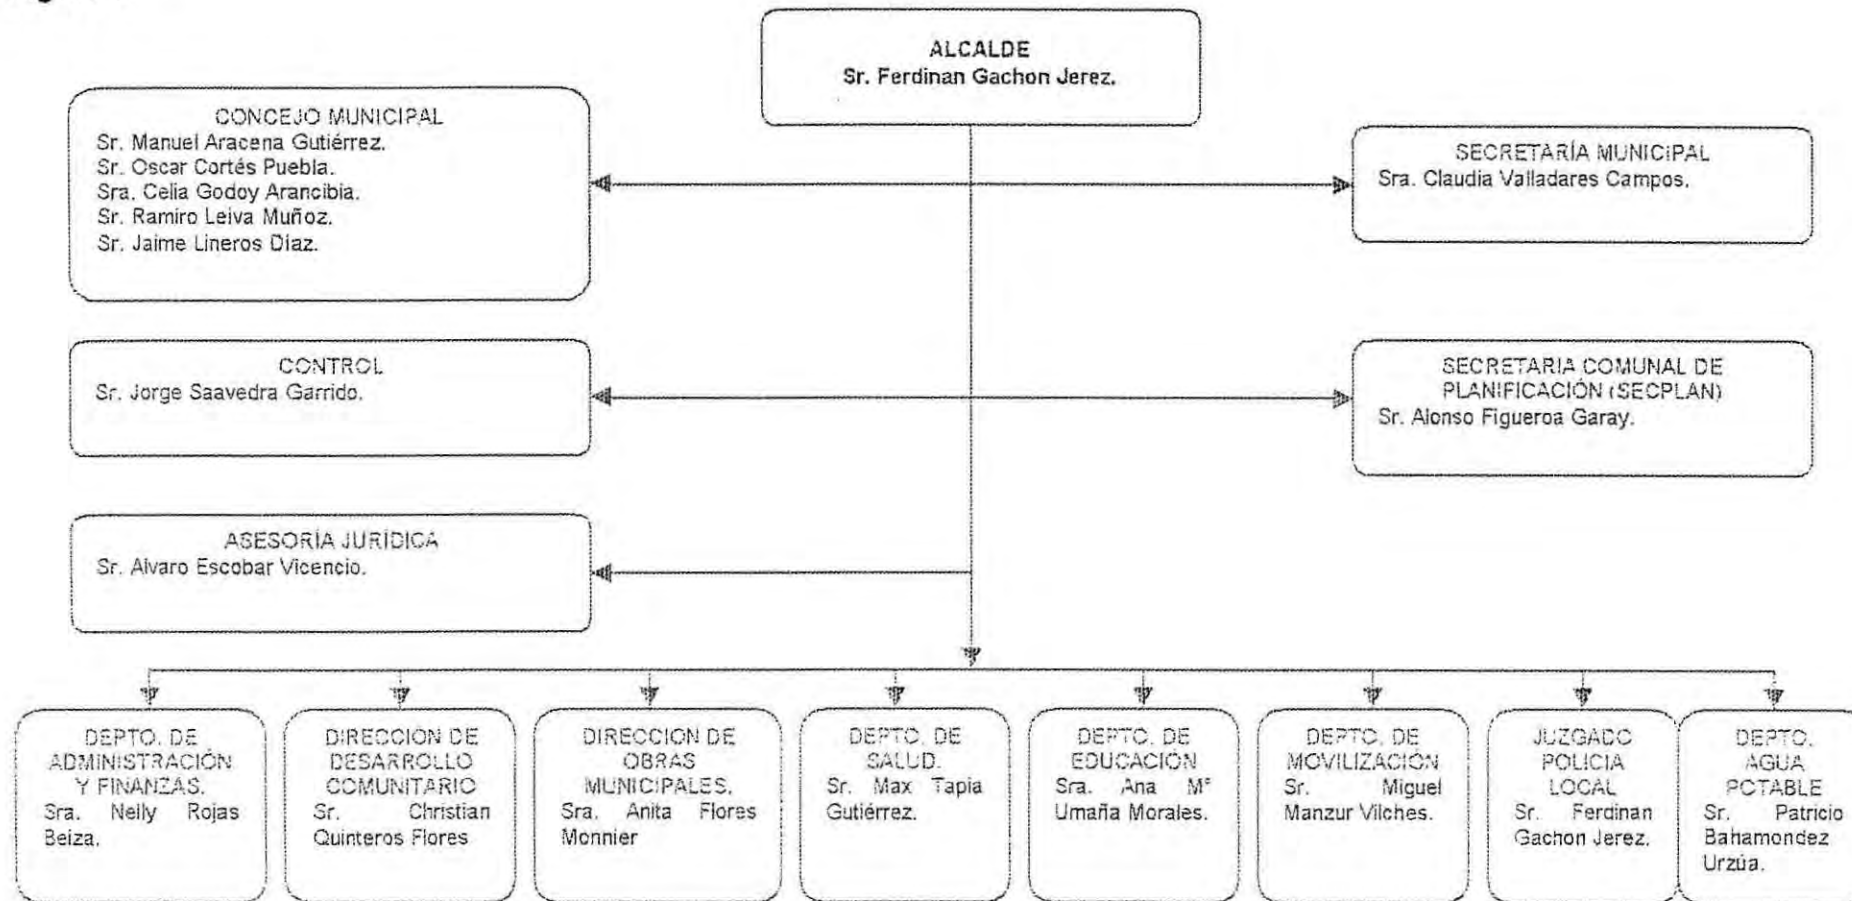 ALCALDE
Sr. Ferdinan Gachon Jerez.
CONCEJO MUNICIPAL
Sr. Manuel Aracena Gutiérrez.
Sr. Oscar Cortés Puebla.
Sra. Celia Godoy Arancibia.
Sr. Ramiro Leiva Muñoz.
Sr. Jaime Lineros Díaz.
SECRETARÍA MUNICIPAL
Sra. Claudia Valladares Campos.
CONTROL
Sr. Jorge Saavedra Garrido.
SECRETARIA COMUNAL DE
PLANIFICACIÓN (SECPLAN)
Sr. Alonso Figueroa Garay.
ASESORÍA JURÍDICA
Sr. Alvaro Escobar Vicencio.
DEPTO. DE
ADMINISTRACIÓN
Y FINANZAS.
Sra. Nelly Rojas
Beiza.
DIRECCIÓN DE
DESARROLLO
COMUNITARIO
Sr. Christian
Quinteros Flores
DIRECCION DE
OBRAS
MUNICIPALES.
Sra. Anita Flores
Monnier
DEPTO. DE
SALUD.
Sr. Max Tapia
Gutiérrez.
DEPTO. DE
EDUCACIÓN
Sra. Ana Mª
Umaña Morales.
DEPTO. DE
MOVILIZACIÓN
Sr. Miguel
Manzur Vilches.
JUZGADO
POLICIA
LOCAL
Sr. Ferdinan
Gachon Jerez.
DEPTO.
AGUA
POTABLE
Sr. Patricio
Bahamondez
Urzúa.